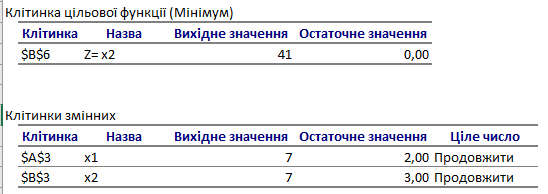 Клітинка цільової функції (Мінімум)
Клітинка Назва Вихідне значення Остаточне значення
$B$6 Z= x2 41 0,00
Клітинки змінних
Клітинка Назва Вихідне значення Остаточне значення Ціле число
$A$3 x1 7 2,00 Продовжити
$B$3 x2 7 3,00 Продовжити